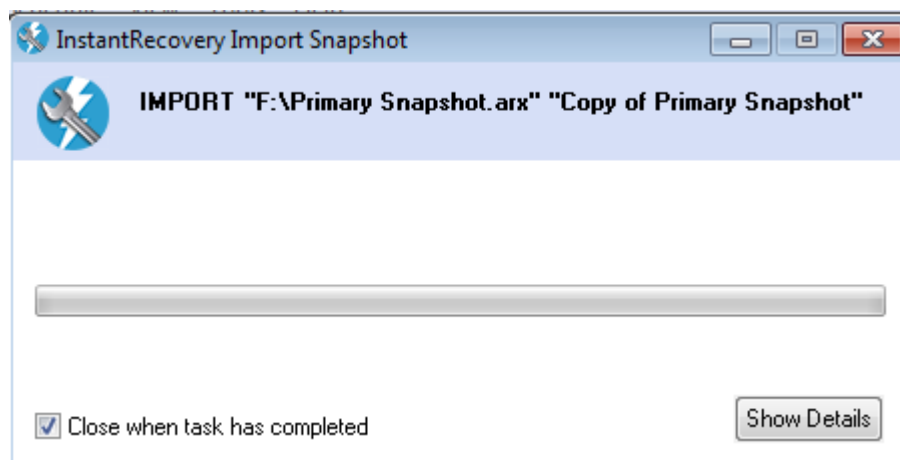 InstantRecovery Import Snapshot
IMPORT "F:\Primary Snapshot.arx" "Copy of Primary Snapshot"
Close when task has completed
Show Details